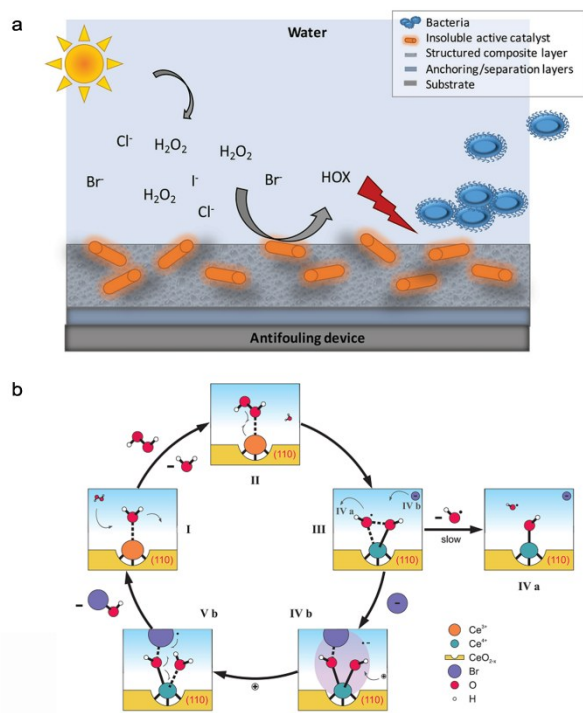 a
Water
Bacteria
Insoluble active catalyst
Structured composite layer
Anchoring/separation layers
Substrate
Cl⁻ H₂O₂ H₂O₂
Br⁻ H₂O₂ I⁻ Br⁻ HOX
Cl⁻
Antifouling device
b
(110)
II
(110)
I
IV a IV b
(110)
III
slow
(110)
IV a
V b
(110)
IV b
(110)
Ce³⁺
Ce⁴⁺
CeO₂₋ₓ
Br
O
H